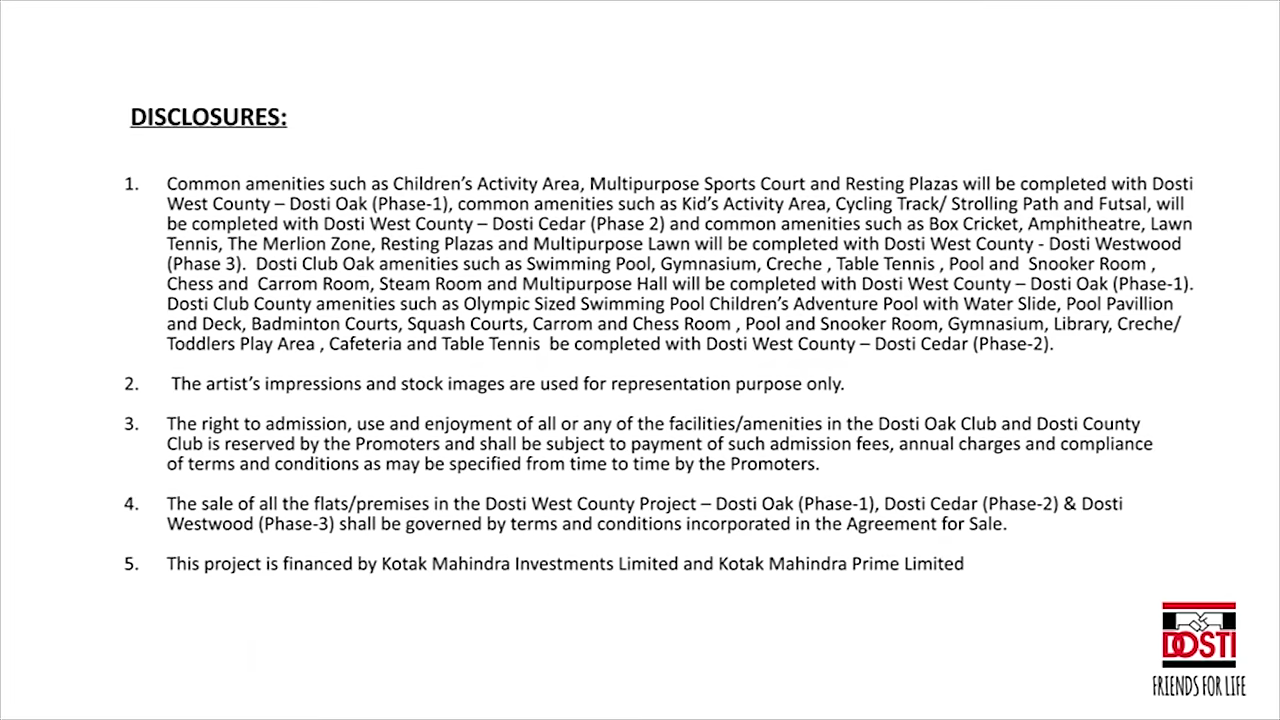 DISCLOSURES:
1. Common amenities such as Children’s Activity Area, Multipurpose Sports Court and Resting Plazas will be completed with Dosti
West County – Dosti Oak (Phase-1), common amenities such as Kid’s Activity Area, Cycling Track/ Strolling Path and Futsal, will
be completed with Dosti West County – Dosti Cedar (Phase 2) and common amenities such as Box Cricket, Amphitheatre, Lawn
Tennis, The Merlion Zone, Resting Plazas and Multipurpose Lawn will be completed with Dosti West County - Dosti Westwood
(Phase 3). Dosti Club Oak amenities such as Swimming Pool, Gymnasium, Creche , Table Tennis , Pool and Snooker Room ,
Chess and Carrom Room, Steam Room and Multipurpose Hall will be completed with Dosti West County – Dosti Oak (Phase-1).
Dosti Club County amenities such as Olympic Sized Swimming Pool Children’s Adventure Pool with Water Slide, Pool Pavillion
and Deck, Badminton Courts, Squash Courts, Carrom and Chess Room , Pool and Snooker Room, Gymnasium, Library, Creche/
Toddlers Play Area , Cafeteria and Table Tennis be completed with Dosti West County – Dosti Cedar (Phase-2).
2. The artist’s impressions and stock images are used for representation purpose only.
3. The right to admission, use and enjoyment of all or any of the facilities/amenities in the Dosti Oak Club and Dosti County
Club is reserved by the Promoters and shall be subject to payment of such admission fees, annual charges and compliance
of terms and conditions as may be specified from time to time by the Promoters.
4. The sale of all the flats/premises in the Dosti West County Project – Dosti Oak (Phase-1), Dosti Cedar (Phase-2) & Dosti
Westwood (Phase-3) shall be governed by terms and conditions incorporated in the Agreement for Sale.
5. This project is financed by Kotak Mahindra Investments Limited and Kotak Mahindra Prime Limited
DOSTI
FRIENDS FOR LIFE